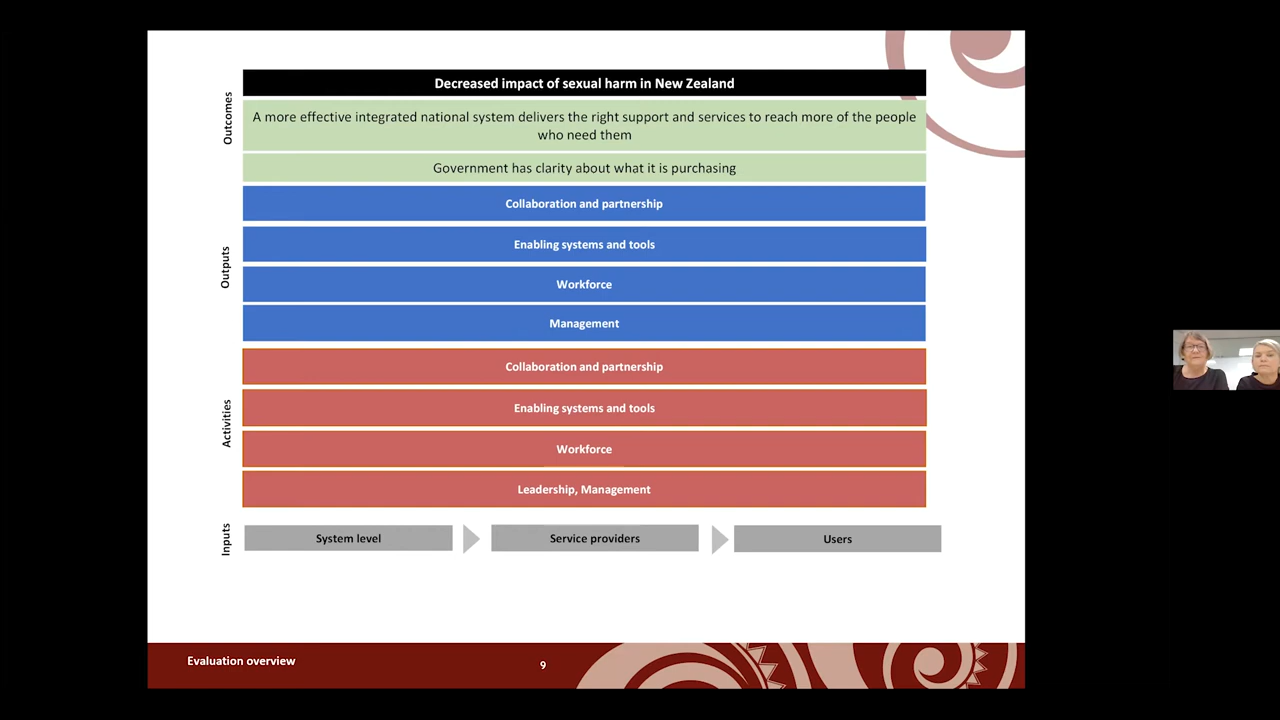 Outcomes
Decreased impact of sexual harm in New Zealand
A more effective integrated national system delivers the right support and services to reach more of the people
who need them
Government has clarity about what it is purchasing
Outputs
Collaboration and partnership
Enabling systems and tools
Workforce
Management
Activities
Collaboration and partnership
Enabling systems and tools
Workforce
Leadership, Management
Inputs
System level
Service providers
Users
Evaluation overview
9